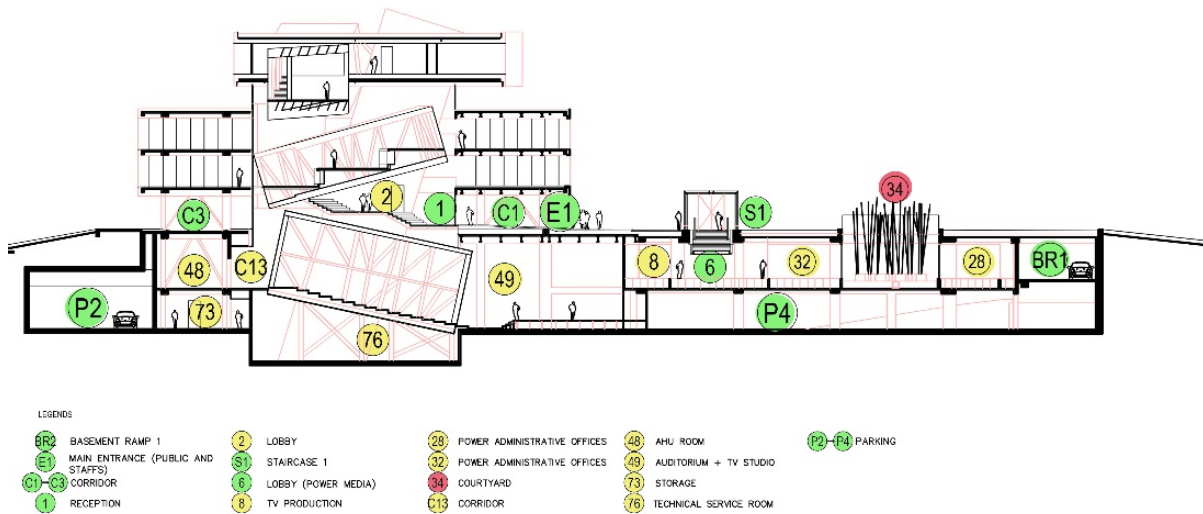 34
2
C3
1
C1
E1
S1
48
C13
49
8
6
32
28
BR1
P2
73
P4
76
LEGENDS
BR2 BASEMENT RAMP 1
E1 MAIN ENTRANCE (PUBLIC AND
STAFFS)
C1-C3 CORRIDOR
1 RECEPTION
2 LOBBY
S1 STAIRCASE 1
6 LOBBY (POWER MEDIA)
8 TV PRODUCTION
28 POWER ADMINISTRATIVE OFFICES
32 POWER ADMINISTRATIVE OFFICES
34 COURTYARD
C13 CORRIDOR
48 AHU ROOM
49 AUDITORIUM + TV STUDIO
73 STORAGE
76 TECHNICAL SERVICE ROOM
P2-P4 PARKING